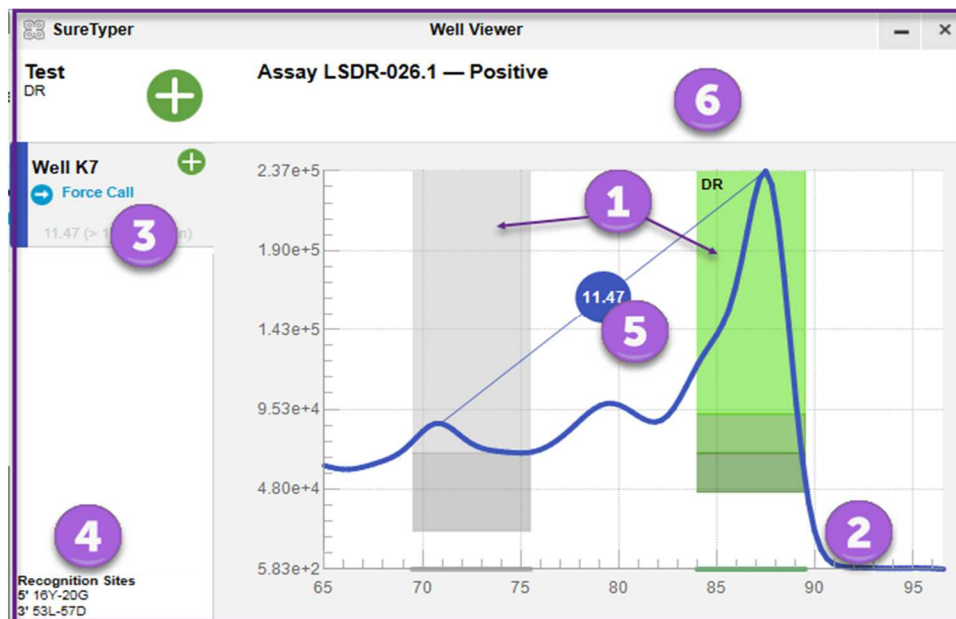 SureTyper
Well Viewer
Test
DR
Assay LSDR-026.1 — Positive
6
Well K7
Force Call
11.47 (>
3
2.37e+5
1.90e+5
1.43e+5
9.53e+4
4.80e+4
5.83e+2
DR
1
11.47
5
2
65
70
75
80
85
90
95
4
Recognition Sites
5' 16Y-20G
3' 53L-57D